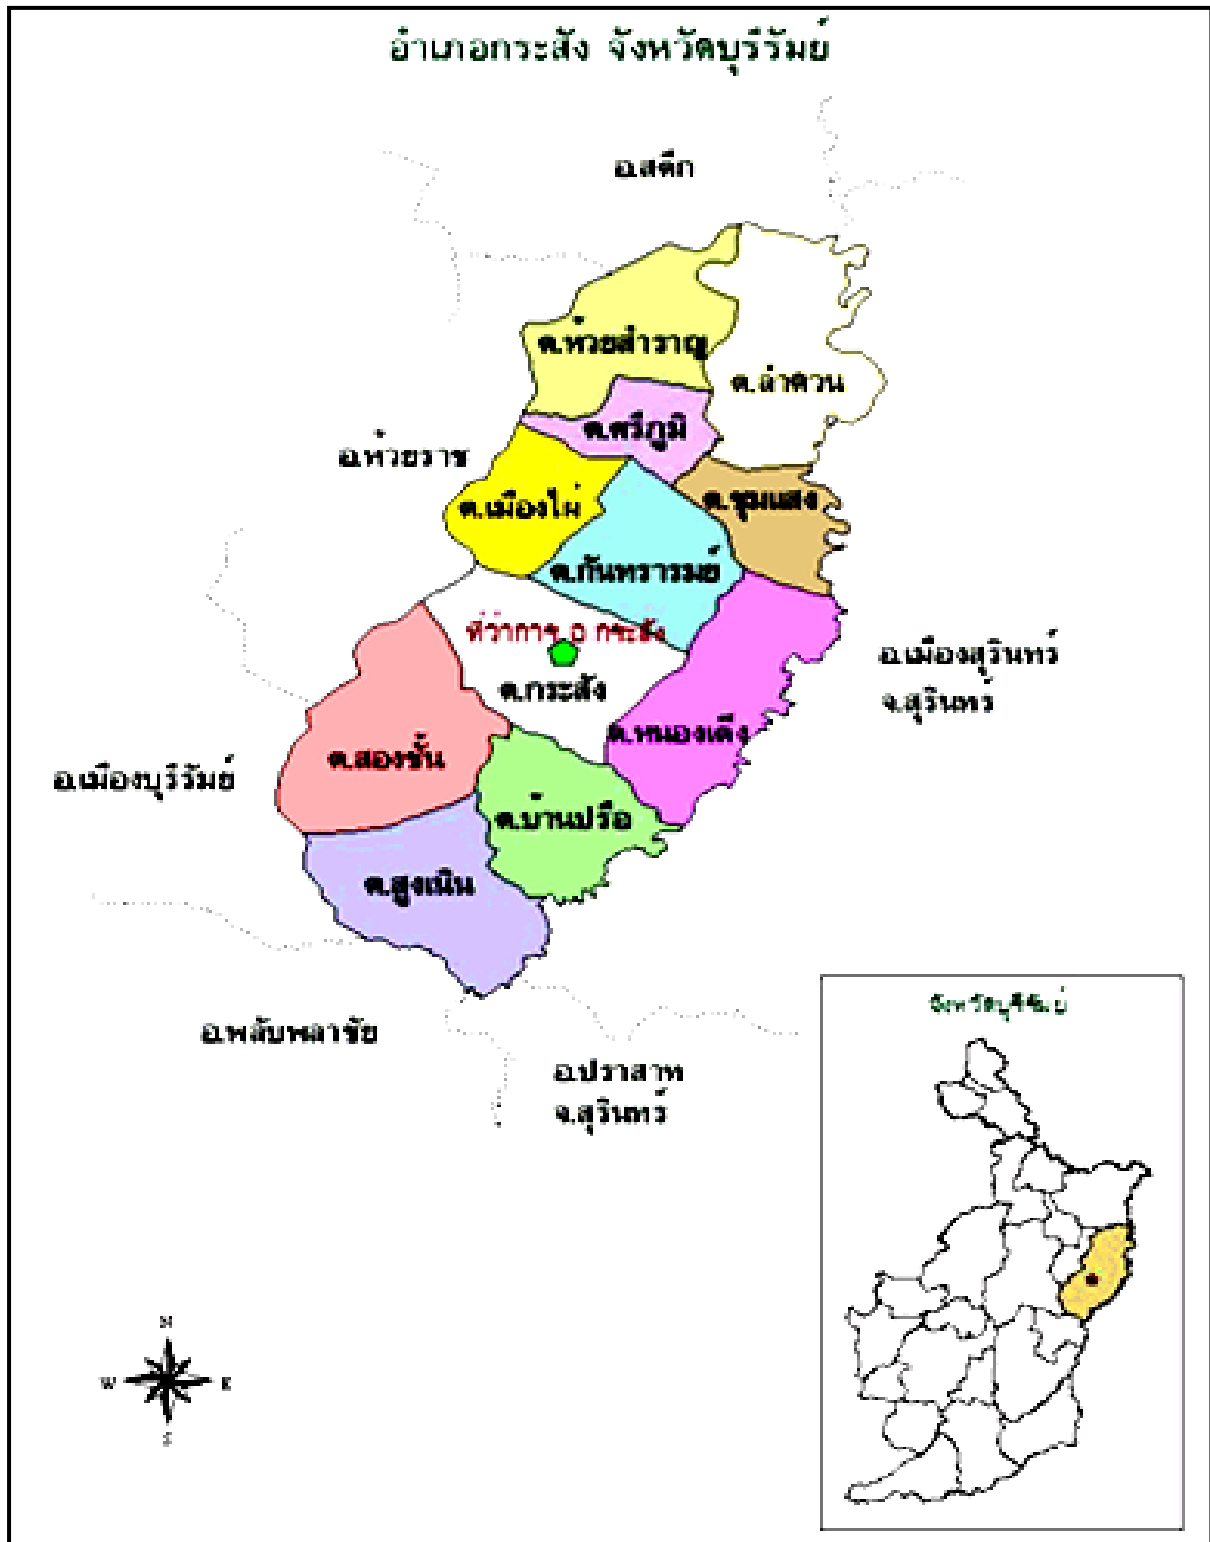 อำเภอกระสัง จังหวัดบุรีรัมย์
อ.สตึก
ต.ห้วยสำราญ
ต.ลำดวน
ต.ศรีภูมิ
อ.ห้วยราช
ต.ชุมแสง
ต.เมืองไผ่
ต.กันทรารมย์
ที่ว่าการ อ กระสัง
อ.เมืองสุรินทร์
จ.สุรินทร์
ต.กระสัง
ต.หนองเต็ง
ต.สองชั้น
อ.เมืองบุรีรัมย์
ต.บ้านปรือ
ต.สูงเนิน
อ.พลับพลาชัย
อ.ปราสาท
จ.สุรินทร์
จังหวัดบุรีรัมย์
N
W E
S